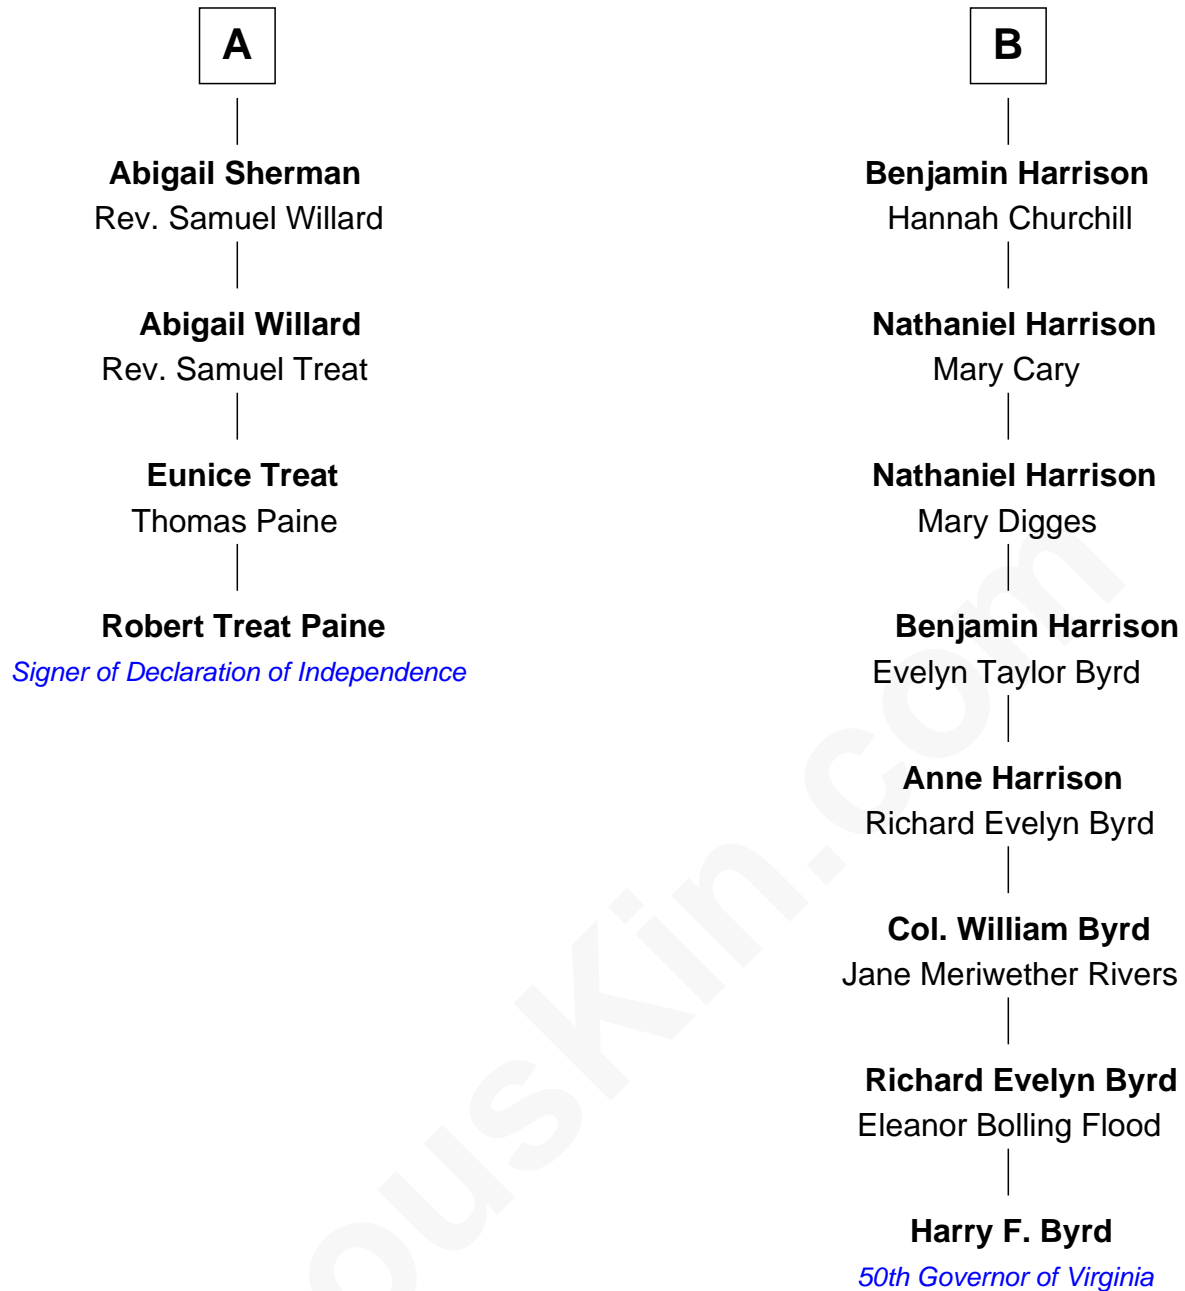 A
Abigail Sherman
Rev. Samuel Willard
Abigail Willard
Rev. Samuel Treat
Eunice Treat
Thomas Paine
Robert Treat Paine
Signer of Declaration of Independence
B
Benjamin Harrison
Hannah Churchill
Nathaniel Harrison
Mary Cary
Nathaniel Harrison
Mary Digges
Benjamin Harrison
Evelyn Taylor Byrd
Anne Harrison
Richard Evelyn Byrd
Col. William Byrd
Jane Meriwether Rivers
Richard Evelyn Byrd
Eleanor Bolling Flood
Harry F. Byrd
50th Governor of Virginia
ousKin.com